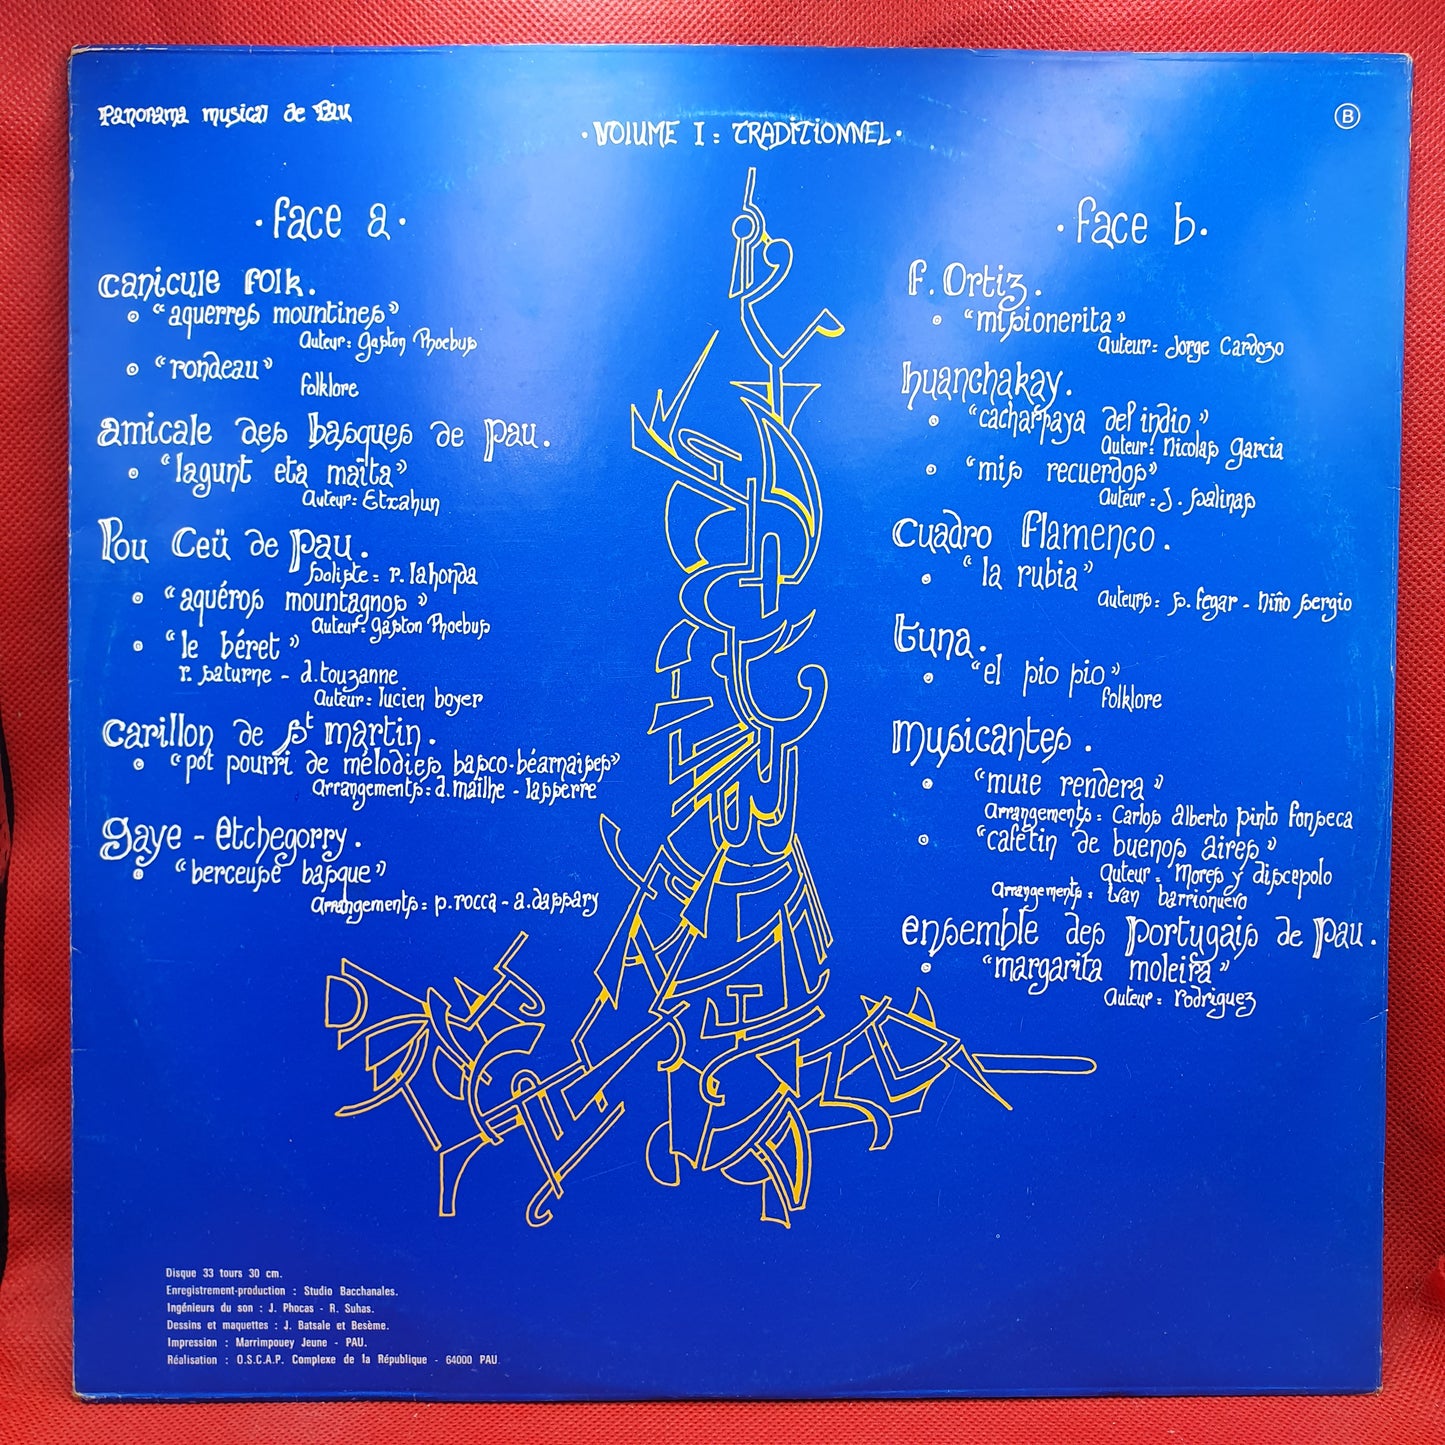 Panorama musical de Pau
B
· VOLUME I : TRADITIONNEL ·
· face a ·
canicule folk.
"aquerres mountines"
Auteur : Gaston Phoebus
"rondeau"
folklore
amicale des basques de pau.
"lagunt eta maïta"
Auteur : Etxahun
Pou Ceü de pau.
soliste : r. lahonda
"aquéros mountagnos"
Auteur : gaston Phoebus
"le béret"
r. saturne - d. touzanne
Auteur : lucien boyer
carillon de st martin.
"pot pourri de mélodies basco-béarnaises"
Arrangements : d. mailhe - lasserre
gaye - etchegorry.
"berceuse basque"
Arrangements : p. rocca - a. dassary
· face b ·
F. Ortiz.
"misionerita"
Auteur : Jorge Cardozo
huanchakay.
"cacharpaya del indio"
Auteur : Nicolas garcia
"mis recuerdos"
Auteur : J. salinas
cuadro flamenco.
"la rubia"
Auteurs : s. fegar - niño sergio
tuna.
"el pio pio"
folklore
musicantes.
"muie rendera"
Arrangements : Carlos alberto pinto fonseca
"cafetin de buenos aires"
Auteur : mores y discepolo
Arrangements : ivan barrionuevo
ensemble des portugais de pau.
"margarita moleira"
Auteur : rodriguez
Disque 33 tours 30 cm.
Enregistrement-production : Studio Bacchanales.
Ingénieurs du son : J. Phocas - R. Suhas.
Dessins et maquettes : J. Batsale et Besème.
Impression : Marrimpouey Jeune - PAU.
Réalisation : O.S.C.A.P. Complexe de la République - 64000 PAU.